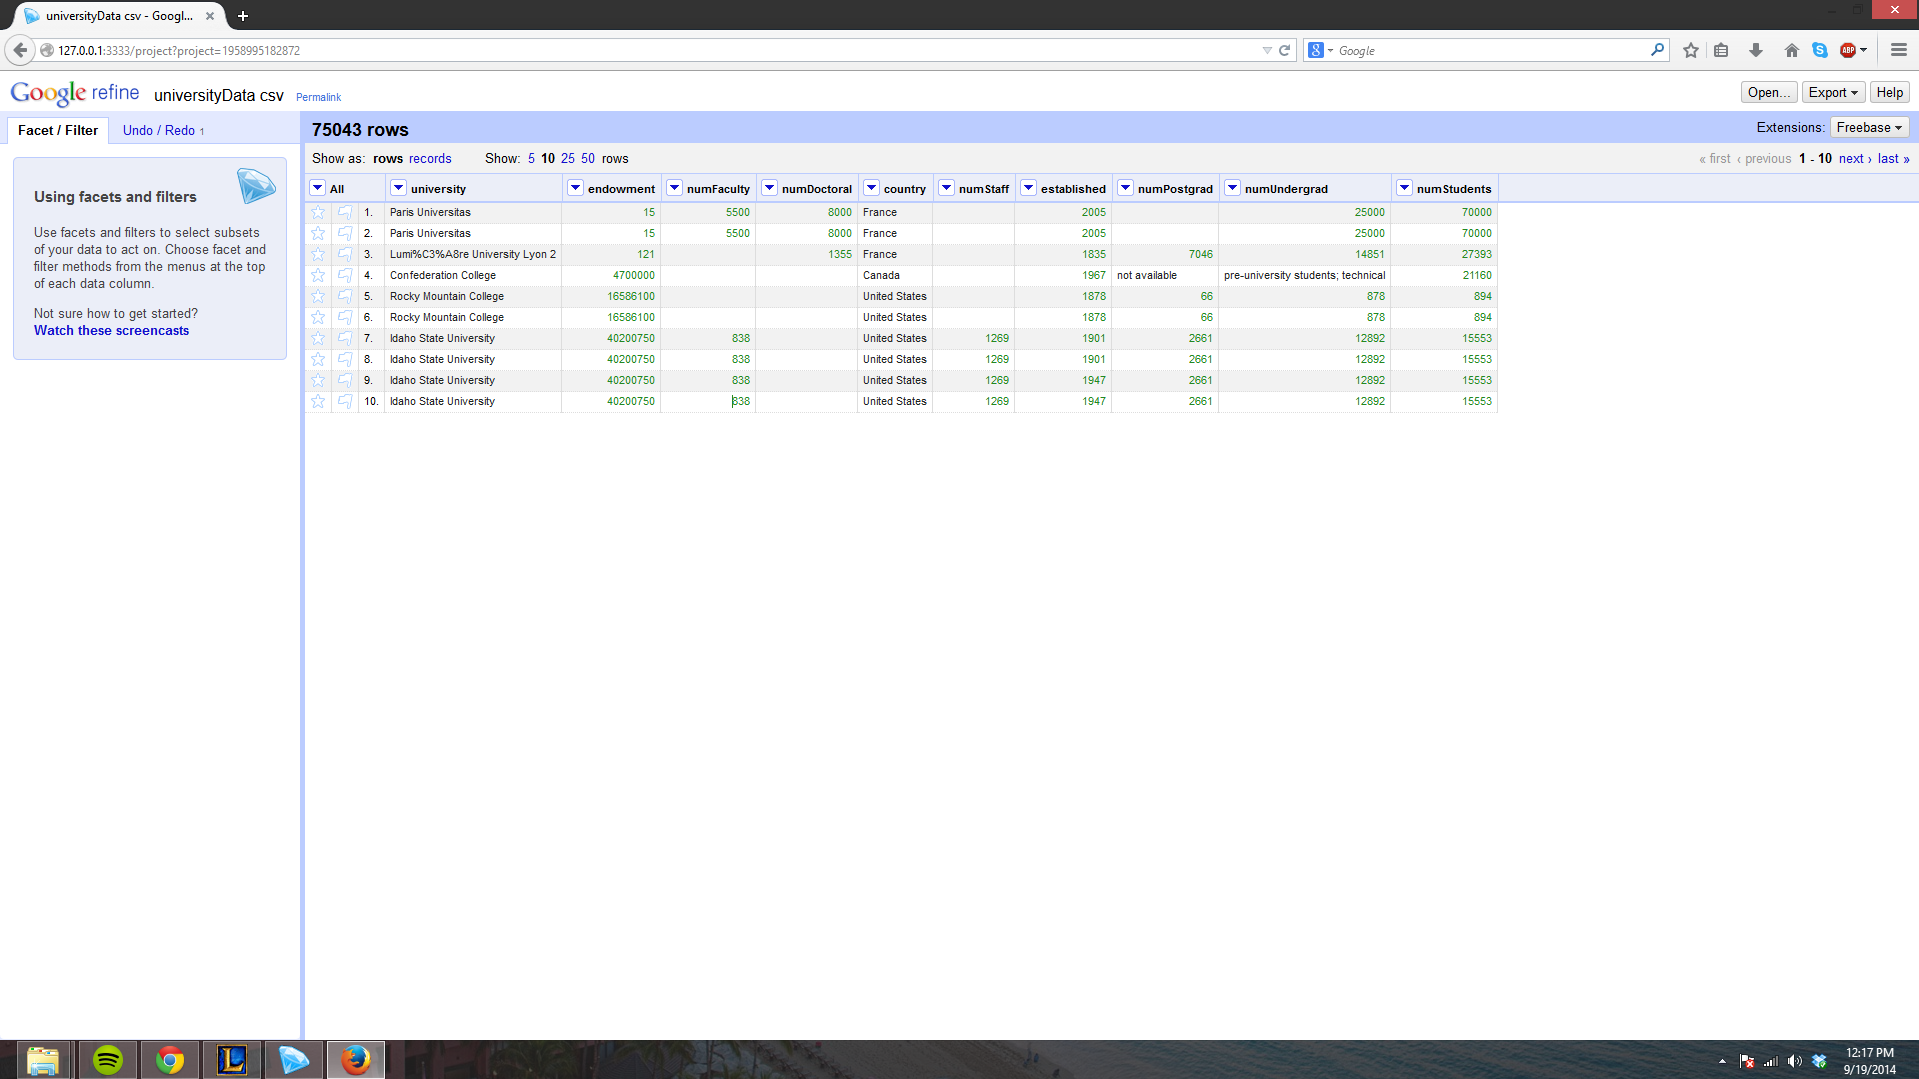 universityData csv - Googl...
127.0.0.1:3333/project?project=1958995182872
Google
Google refine universityData csv Permalink
Open... Export Help
Facet / Filter Undo / Redo 1
75043 rows
Extensions: Freebase
Show as: rows records Show: 5 10 25 50 rows
« first ‹ previous 1 - 10 next › last »
Using facets and filters
Use facets and filters to select subsets
of your data to act on. Choose facet and
filter methods from the menus at the top
of each data column.
Not sure how to get started?
Watch these screencasts
All university endowment numFaculty numDoctoral country numStaff established numPostgrad numUndergrad numStudents
1. Paris Universitas 15 5500 8000 France 2005 25000 70000
2. Paris Universitas 15 5500 8000 France 2005 25000 70000
3. Lumi%C3%A8re University Lyon 2 121 1355 France 1835 7046 14851 27393
4. Confederation College 4700000 Canada 1967 not available pre-university students; technical 21160
5. Rocky Mountain College 16586100 United States 1878 66 878 894
6. Rocky Mountain College 16586100 United States 1878 66 878 894
7. Idaho State University 40200750 838 United States 1269 1901 2661 12892 15553
8. Idaho State University 40200750 838 United States 1269 1901 2661 12892 15553
9. Idaho State University 40200750 838 United States 1269 1947 2661 12892 15553
10. Idaho State University 40200750 838 United States 1269 1947 2661 12892 15553
12:17 PM
9/19/2014